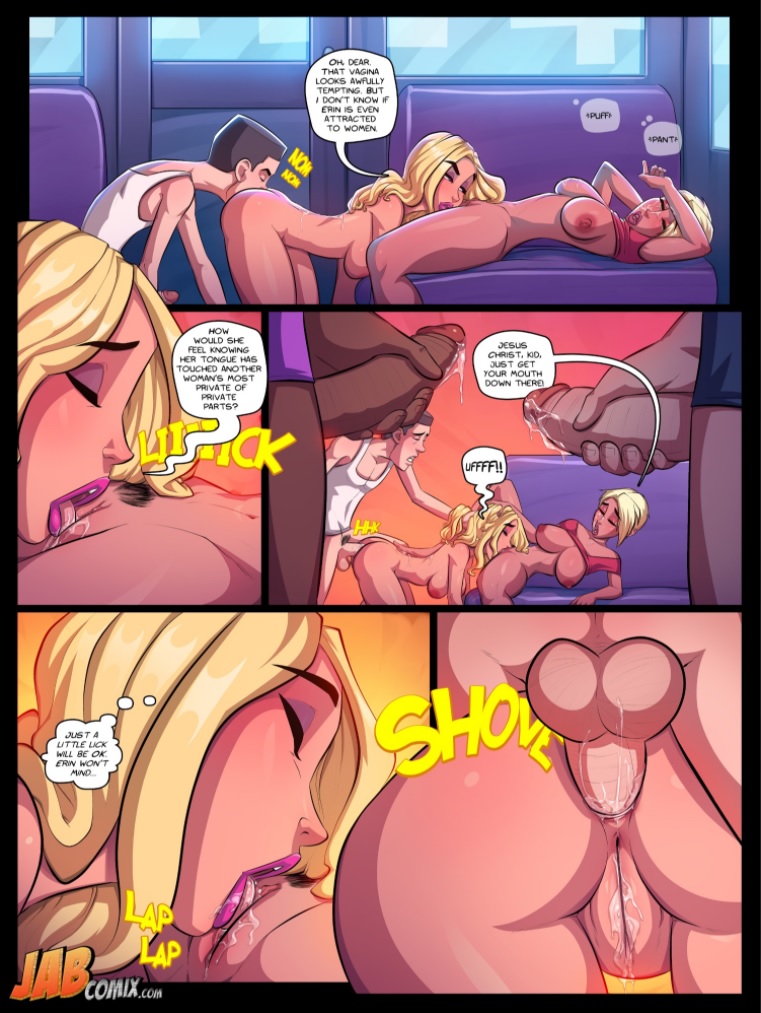 OH, DEAR.
THAT VAGINA
LOOKS AWFULLY
TEMPTING. BUT
I DON'T KNOW IF
ERIN IS EVEN
ATTRACTED
TO WOMEN.
*PUFF*
*PANT*
NOM
NOM
HOW
WOULD SHE
FEEL KNOWING
HER TONGUE HAS
TOUCHED ANOTHER
WOMAN'S MOST
PRIVATE OF
PRIVATE
PARTS?
JESUS
CHRIST, KID,
JUST GET
YOUR MOUTH
DOWN THERE!
UFFFF!!
JUST A
LITTLE LICK
WILL BE OK.
ERIN WON'T
MIND...
SHOVE
LAP
LAP
JAB COMIX.COM